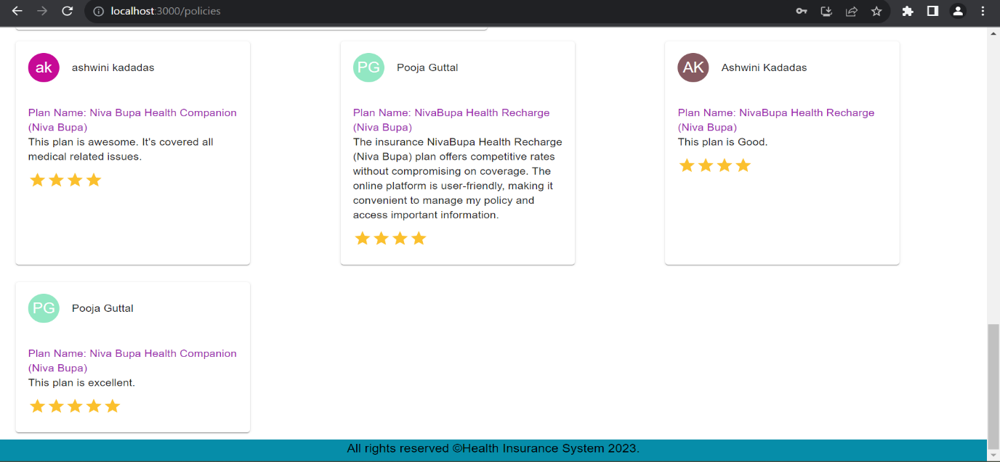 localhost:3000/policies
ak ashwini kadadas
Plan Name: Niva Bupa Health Companion
(Niva Bupa)
This plan is awesome. It's covered all
medical related issues.
PG Pooja Guttal
Plan Name: NivaBupa Health Recharge
(Niva Bupa)
The insurance NivaBupa Health Recharge
(Niva Bupa) plan offers competitive rates
without compromising on coverage. The
online platform is user-friendly, making it
convenient to manage my policy and
access important information.
AK Ashwini Kadadas
Plan Name: NivaBupa Health Recharge
(Niva Bupa)
This plan is Good.
PG Pooja Guttal
Plan Name: Niva Bupa Health Companion
(Niva Bupa)
This plan is excellent.
All rights reserved ©Health Insurance System 2023.